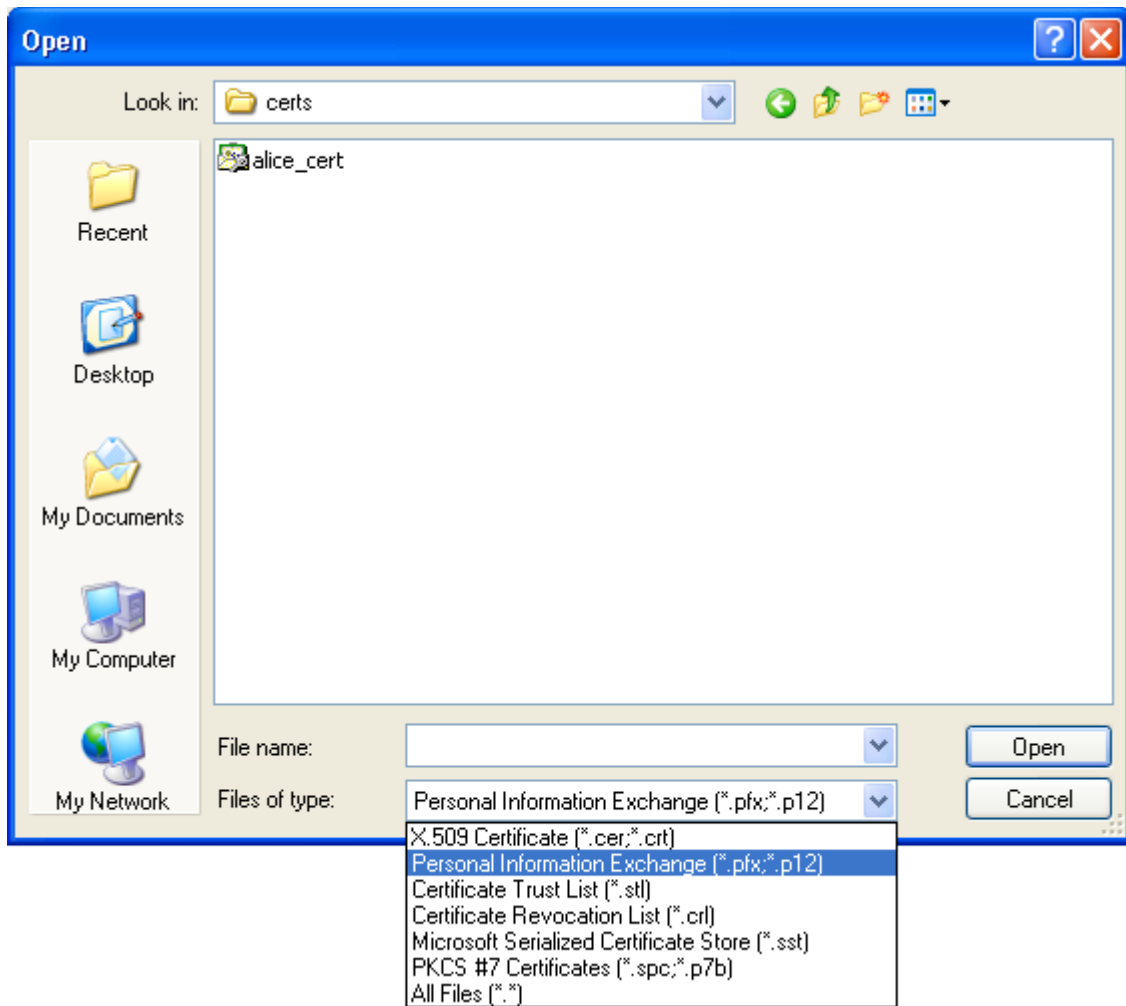 Open
Look in: certs
alice_cert
Recent
Desktop
My Documents
My Computer
My Network
File name:
Open
Files of type: Personal Information Exchange (*.pfx;*.p12)
Cancel
X.509 Certificate (*.cer;*.crt)
Personal Information Exchange (*.pfx;*.p12)
Certificate Trust List (*.stl)
Certificate Revocation List (*.crl)
Microsoft Serialized Certificate Store (*.sst)
PKCS #7 Certificates (*.spc;*.p7b)
All Files (*.*)